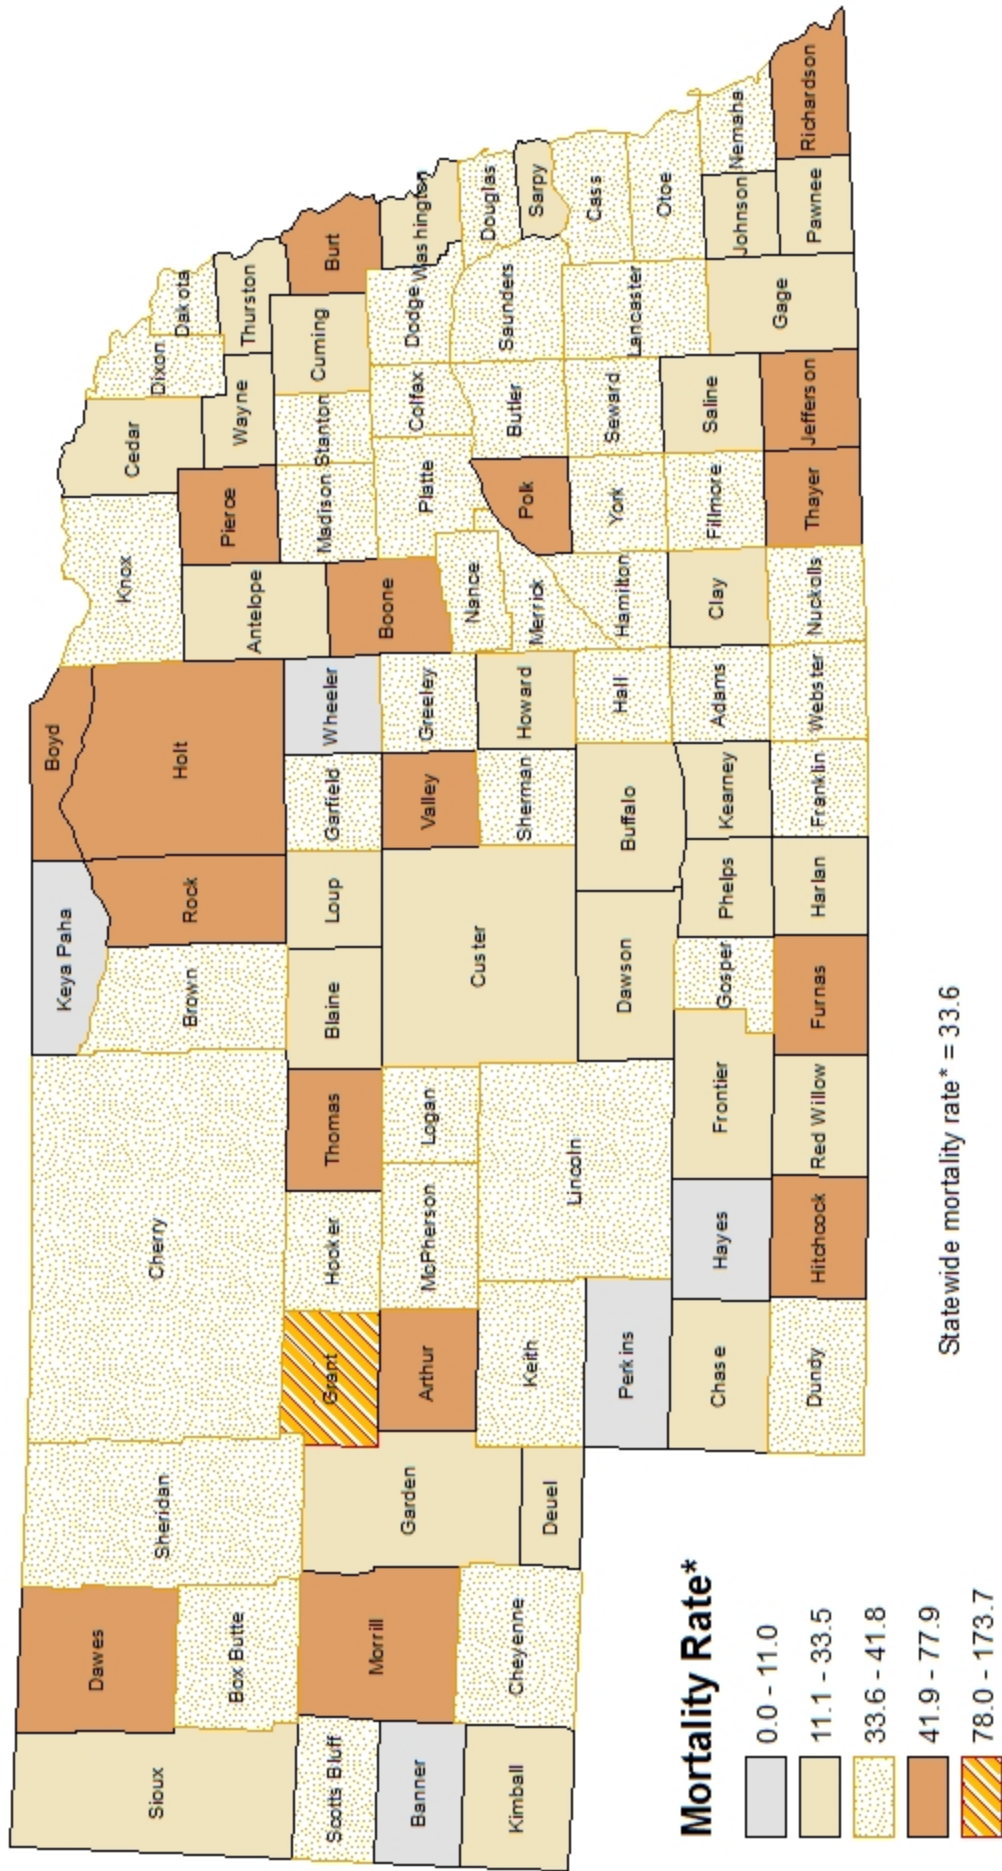 Sioux
Dawes
Sheridan
Cherry
Keya Paha
Boyd
Knox
Cedar
Dixon
Dakota
Box Butte
Brown
Rock
Holt
Antelope
Pierce
Wayne
Thurston
Scotts Bluff
Morrill
Garden
Grant
Hooker
Thomas
Blaine
Loup
Garfield
Wheeler
Boone
Madison
Stanton
Cuming
Burt
Banner
Arthur
McPherson
Logan
Custer
Valley
Greeley
Nance
Platte
Colfax
Dodge
Washington
Kimball
Cheyenne
Deuel
Keith
Lincoln
Sherman
Howard
Merrick
Polk
Butler
Saunders
Douglas
Sarpy
Perkins
Dawson
Buffalo
Hall
Hamilton
York
Seward
Lancaster
Cass
Otoe
Chase
Hayes
Frontier
Gosper
Phelps
Kearney
Adams
Clay
Fillmore
Saline
Gage
Johnson
Nemaha
Dundy
Hitchcock
Red Willow
Furnas
Harlan
Franklin
Webster
Nuckolls
Thayer
Jefferson
Pawnee
Richardson
Mortality Rate*
0.0 - 11.0
11.1 - 33.5
33.6 - 41.8
41.9 - 77.9
78.0 - 173.7
Statewide mortality rate* = 33.6